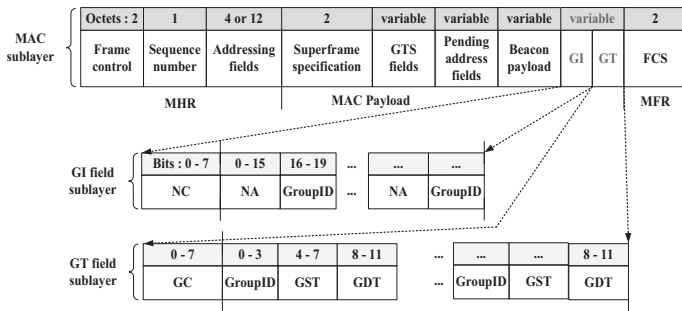 Octets : 2 1 4 or 12 2 variable variable variable variable 2
MAC sublayer
Frame control Sequence number Addressing fields Superframe specification GTS fields Pending address fields Beacon payload GI GT FCS
MHR MAC Payload MFR
GI field sublayer
Bits : 0 - 7 0 - 15 16 - 19 ... ... ...
NC NA GroupID ... NA GroupID
GT field sublayer
0 - 7 0 - 3 4 - 7 8 - 11 ... ... ... 8 - 11
GC GroupID GST GDT ... GroupID GST GDT